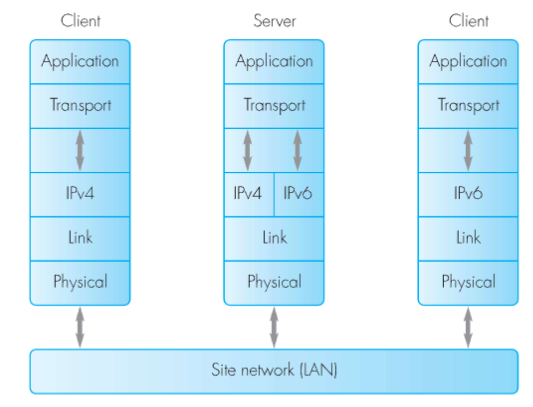 Client
Server
Client
Application
Application
Application
Transport
Transport
Transport
IPv4
IPv4
IPv6
IPv6
Link
Link
Link
Physical
Physical
Physical
Site network (LAN)